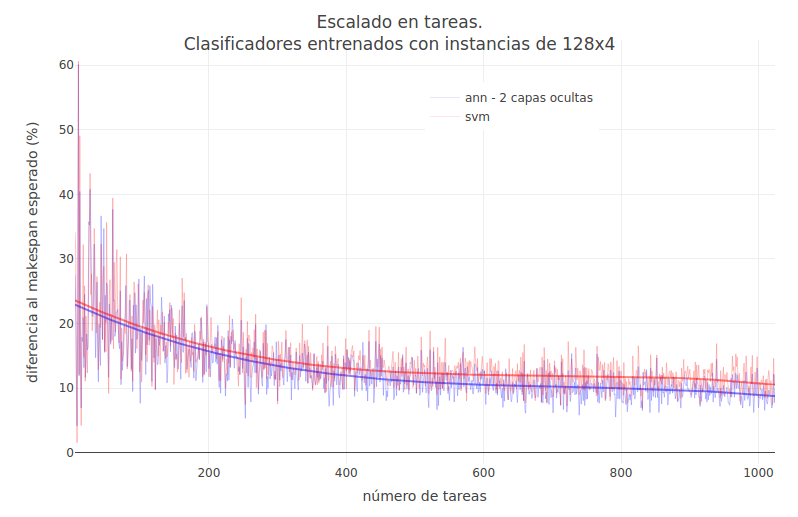 Escalado en tareas.
Clasificadores entrenados con instancias de 128x4
ann - 2 capas ocultas
svm
diferencia al makespan esperado (%)
60
50
40
30
20
10
0
200
400
600
800
1000
número de tareas